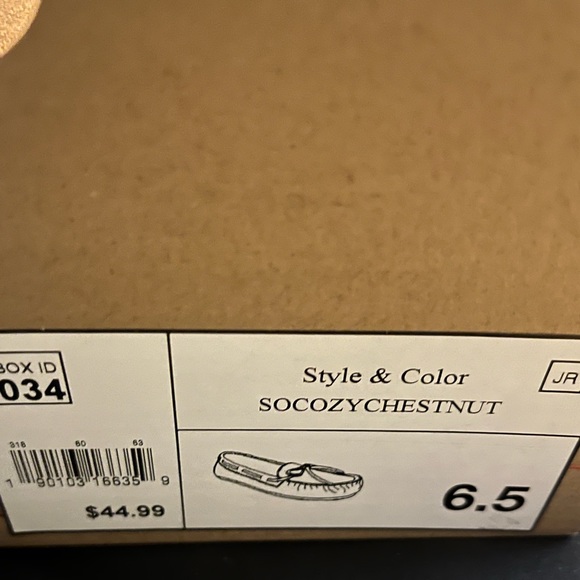 BOX ID
034
Style & Color
SOCOZYCHESTNUT
JR
318 60 63
1 90103 16635 9
$44.99
6.5